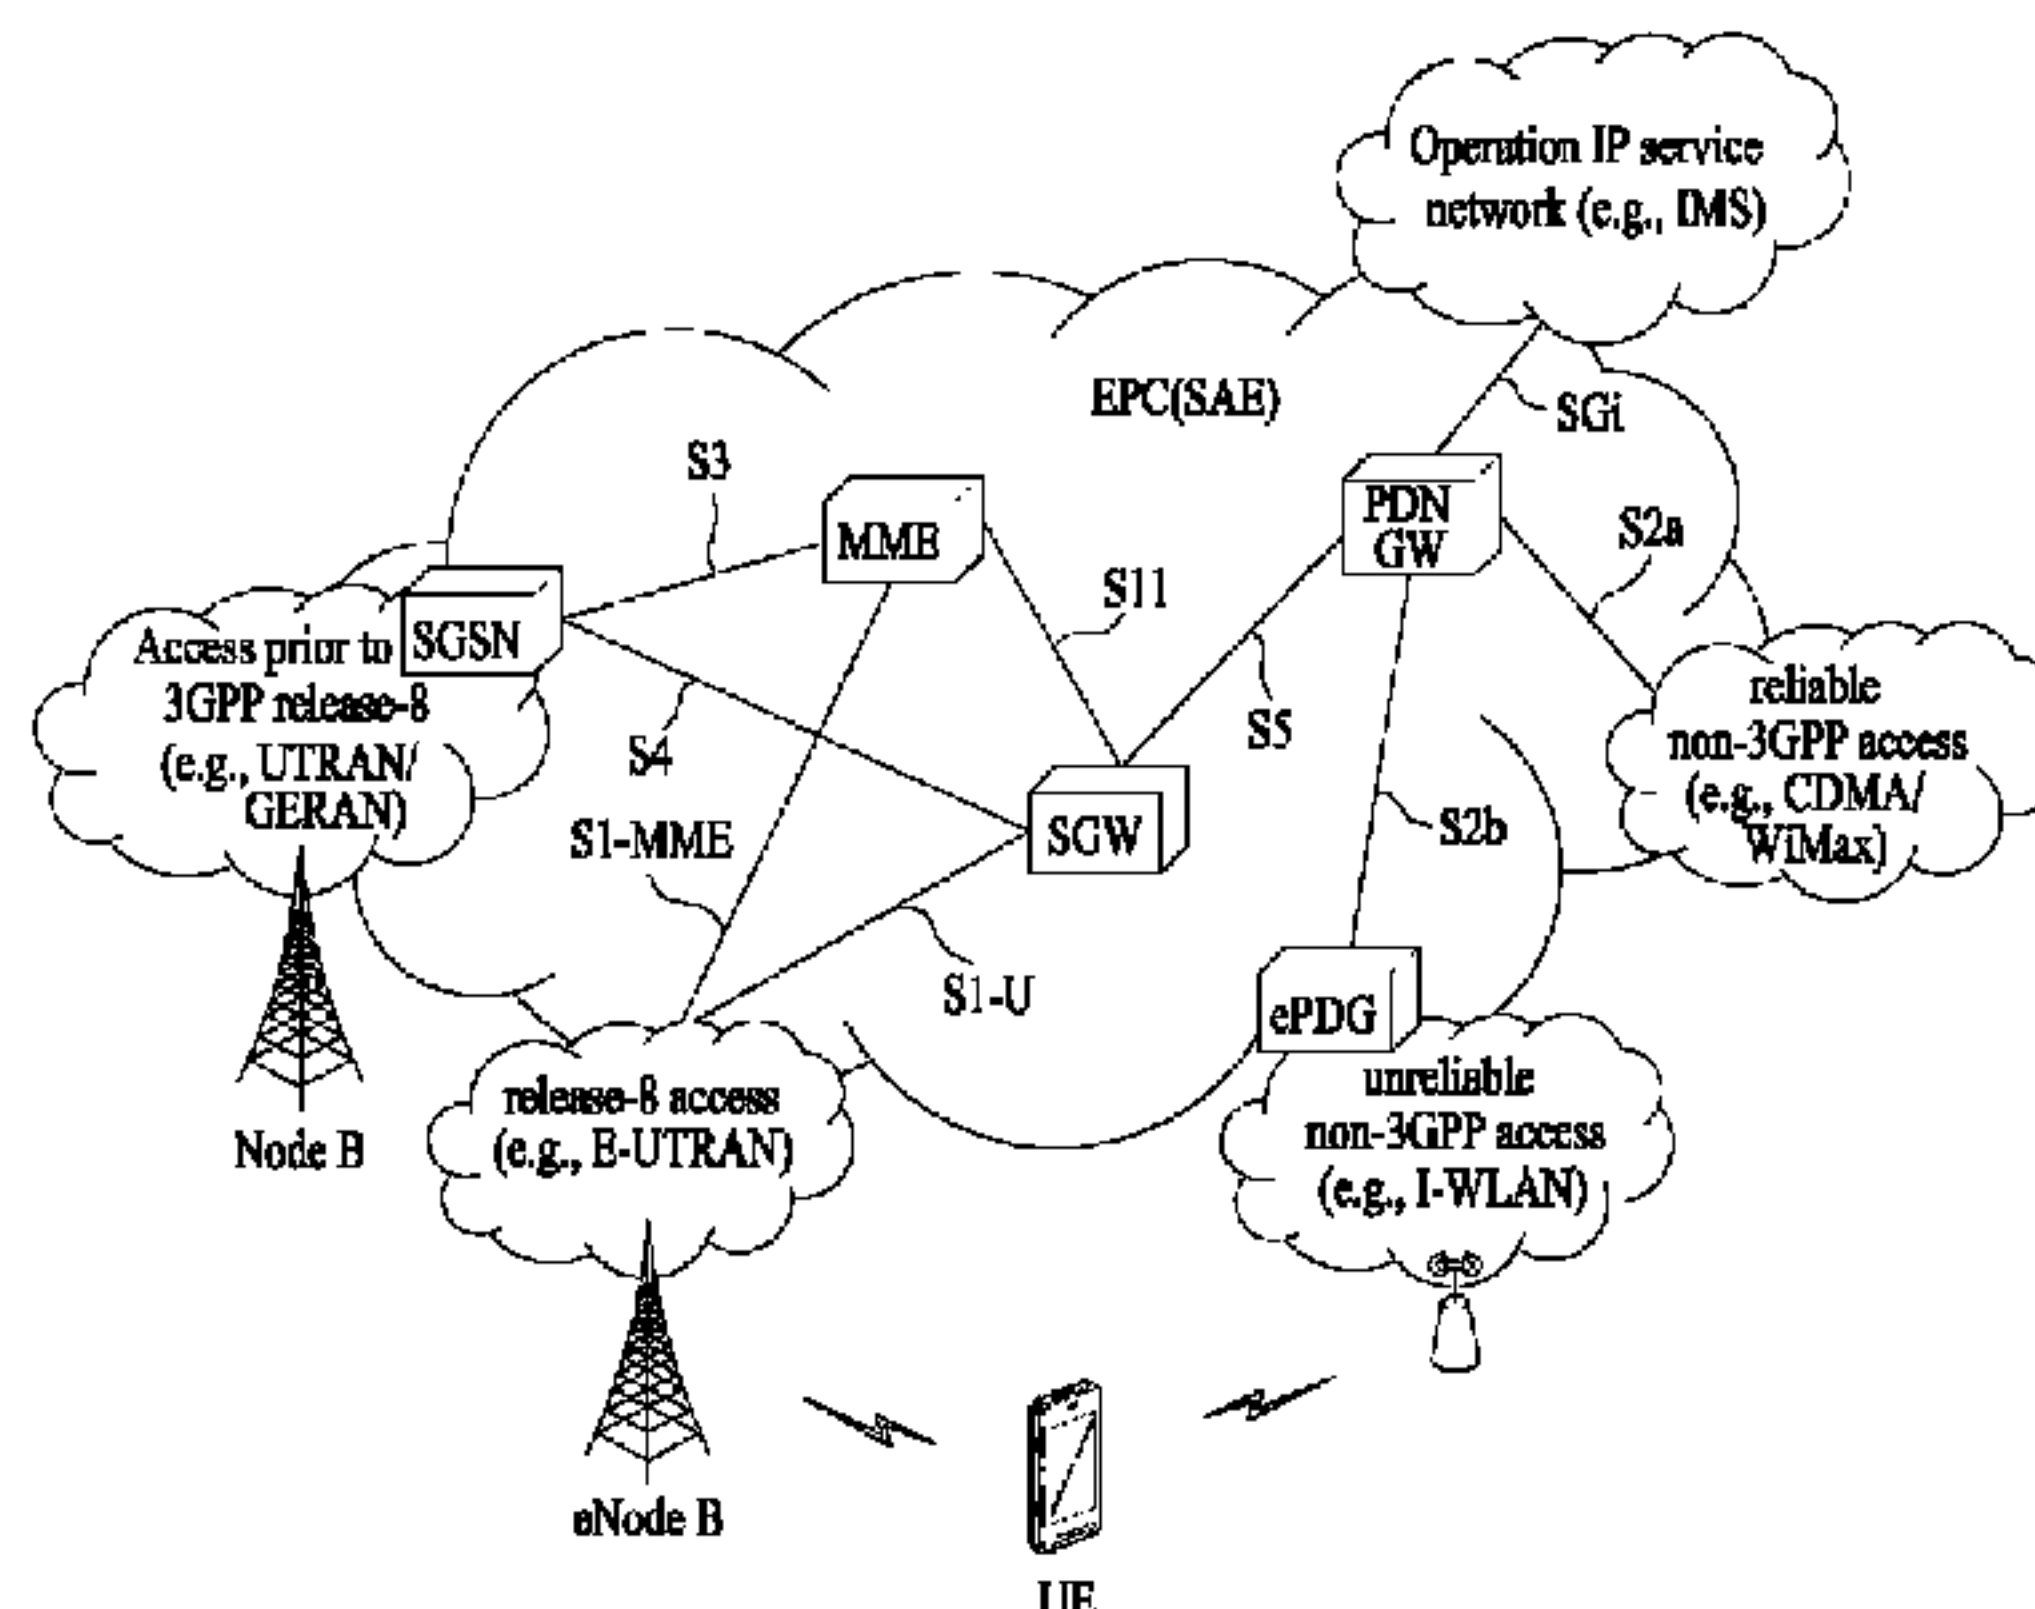 Operation IP service
network (e.g., IMS)
EPC(SAE)
SGi
S3
MME
PDN
GW
S2a
S11
SGSN
Access prior to
3GPP release-8
(e.g., UTRAN/
GERAN)
S4
S5
reliable
non-3GPP access
(e.g., CDMA/
WiMax)
S1-MME
SGW
S2b
S1-U
ePDG
release-8 access
(e.g., E-UTRAN)
unreliable
non-3GPP access
(e.g., I-WLAN)
Node B
eNode B
UE